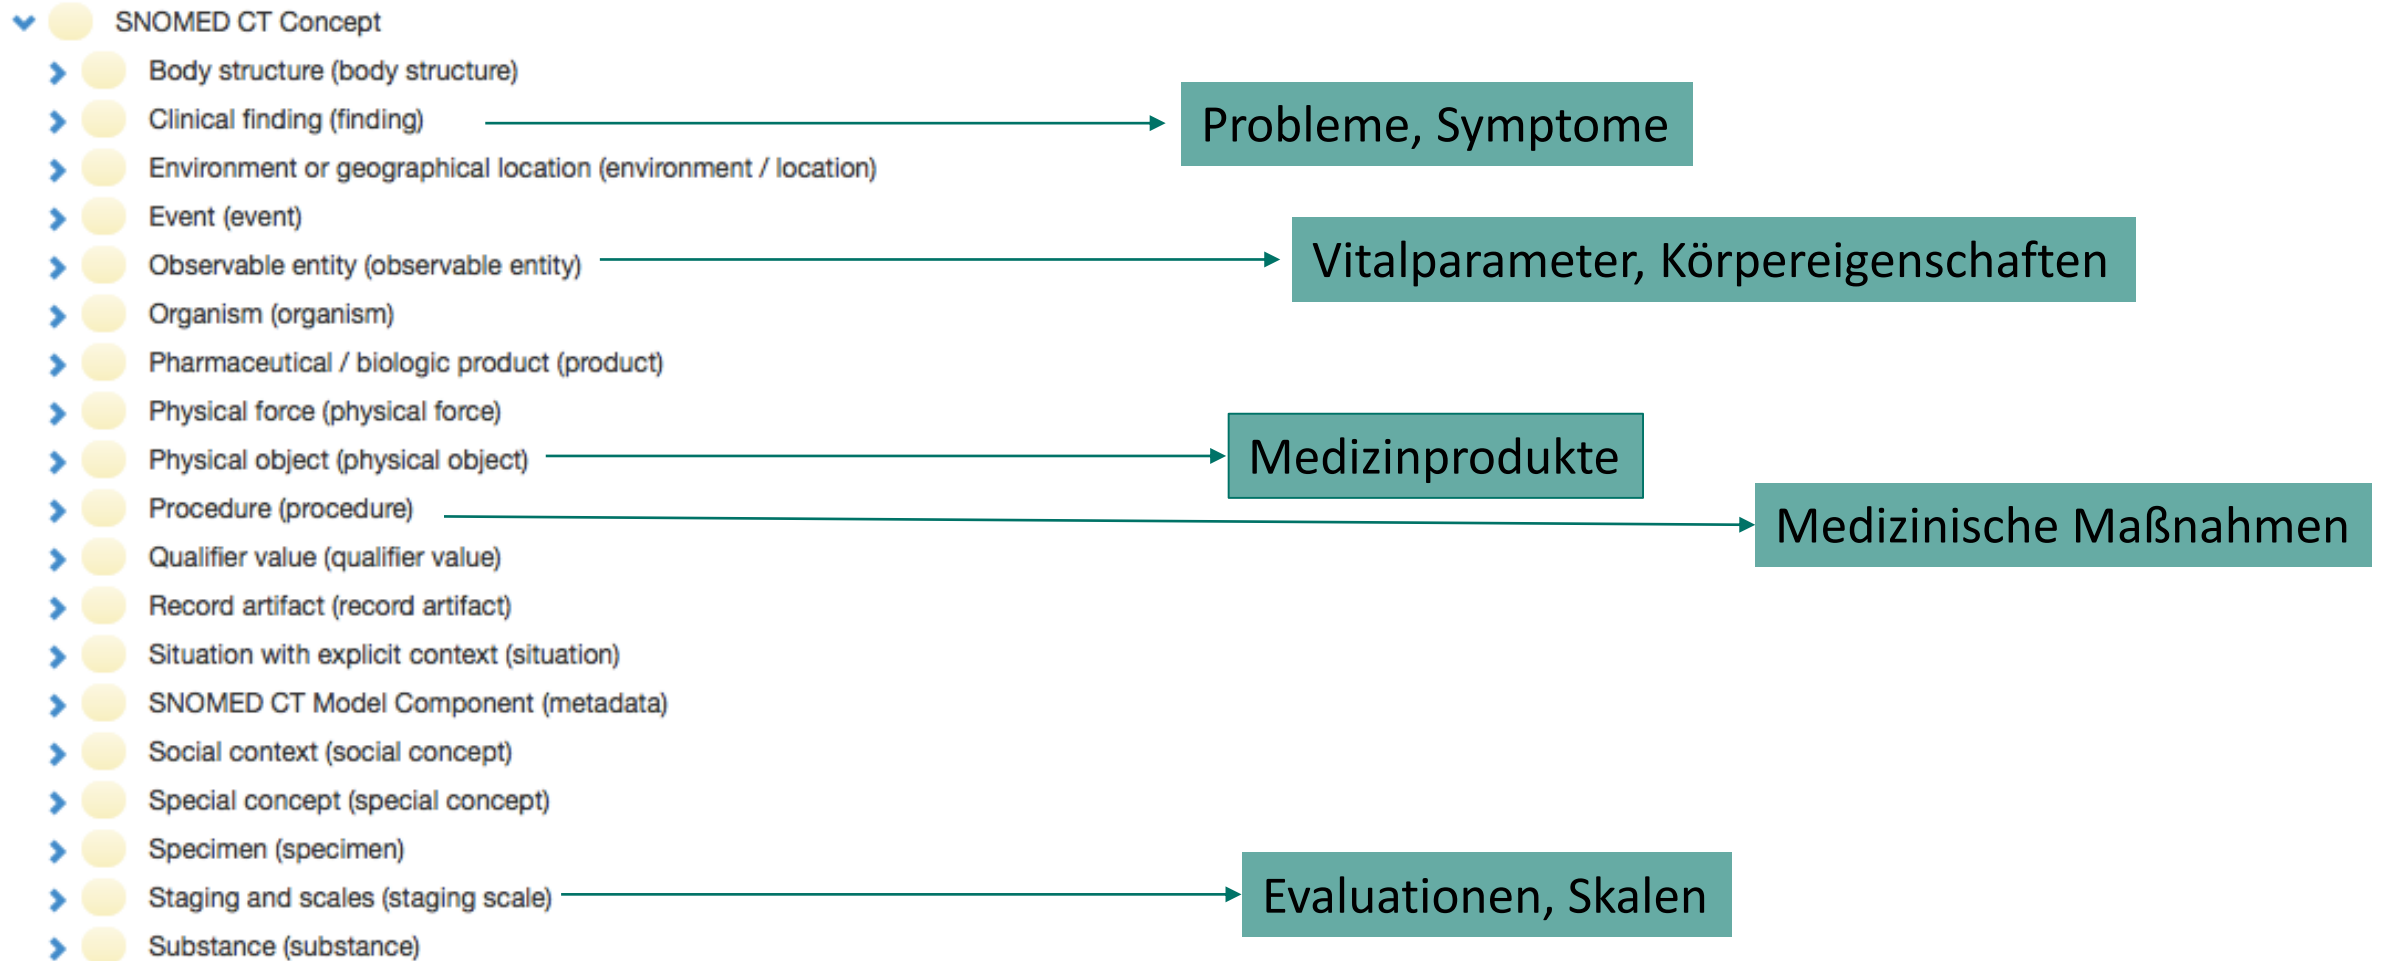 SNOMED CT Concept
Body structure (body structure)
Clinical finding (finding)
Probleme, Symptome
Environment or geographical location (environment / location)
Event (event)
Observable entity (observable entity)
Vitalparameter, Körpereigenschaften
Organism (organism)
Pharmaceutical / biologic product (product)
Physical force (physical force)
Physical object (physical object)
Medizinprodukte
Procedure (procedure)
Medizinische Maßnahmen
Qualifier value (qualifier value)
Record artifact (record artifact)
Situation with explicit context (situation)
SNOMED CT Model Component (metadata)
Social context (social concept)
Special concept (special concept)
Specimen (specimen)
Staging and scales (staging scale)
Evaluationen, Skalen
Substance (substance)